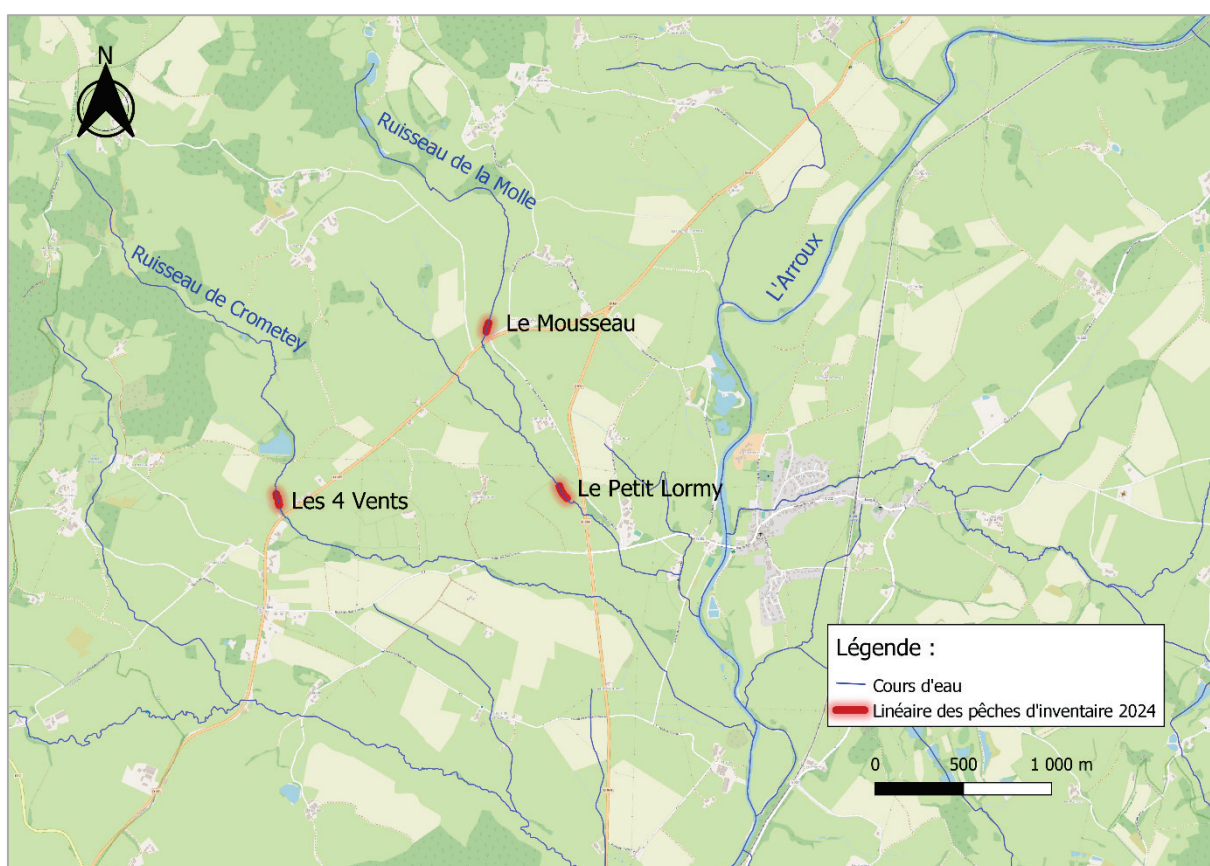 N
Ruisseau de la Molle
Ruisseau de Crometey
L'Arroux
Le Mousseau
Les 4 Vents
Le Petit Lormy
Légende :
Cours d'eau
Linéaire des pêches d'inventaire 2024
0 500 1 000 m